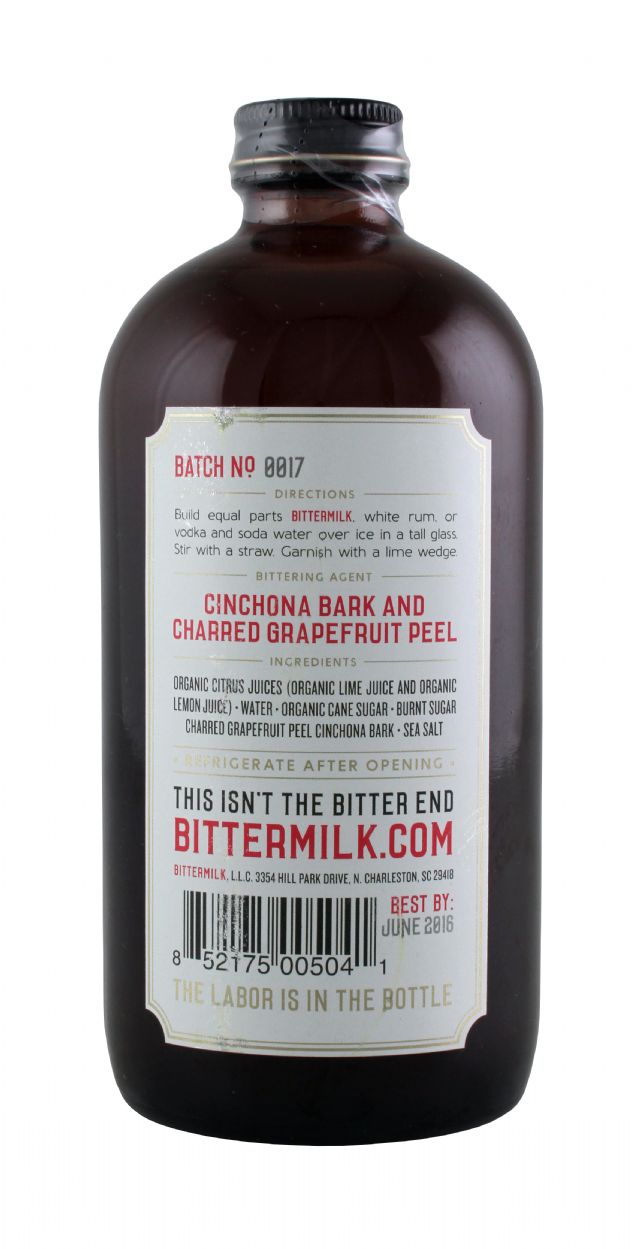 BATCH Nº 0017
DIRECTIONS
Build equal parts BITTERMILK, white rum, or
vodka and soda water over ice in a tall glass.
Stir with a straw. Garnish with a lime wedge.
BITTERING AGENT
CINCHONA BARK AND
CHARRED GRAPEFRUIT PEEL
INGREDIENTS
ORGANIC CITRUS JUICES (ORGANIC LIME JUICE AND ORGANIC
LEMON JUICE) • WATER • ORGANIC CANE SUGAR • BURNT SUGAR
CHARRED GRAPEFRUIT PEEL CINCHONA BARK • SEA SALT
• REFRIGERATE AFTER OPENING •
THIS ISN'T THE BITTER END
BITTERMILK.COM
BITTERMILK, L.L.C. 3354 HILL PARK DRIVE, N. CHARLESTON, SC 29418
BEST BY:
JUNE 2016
8 52175 00504 1
THE LABOR IS IN THE BOTTLE